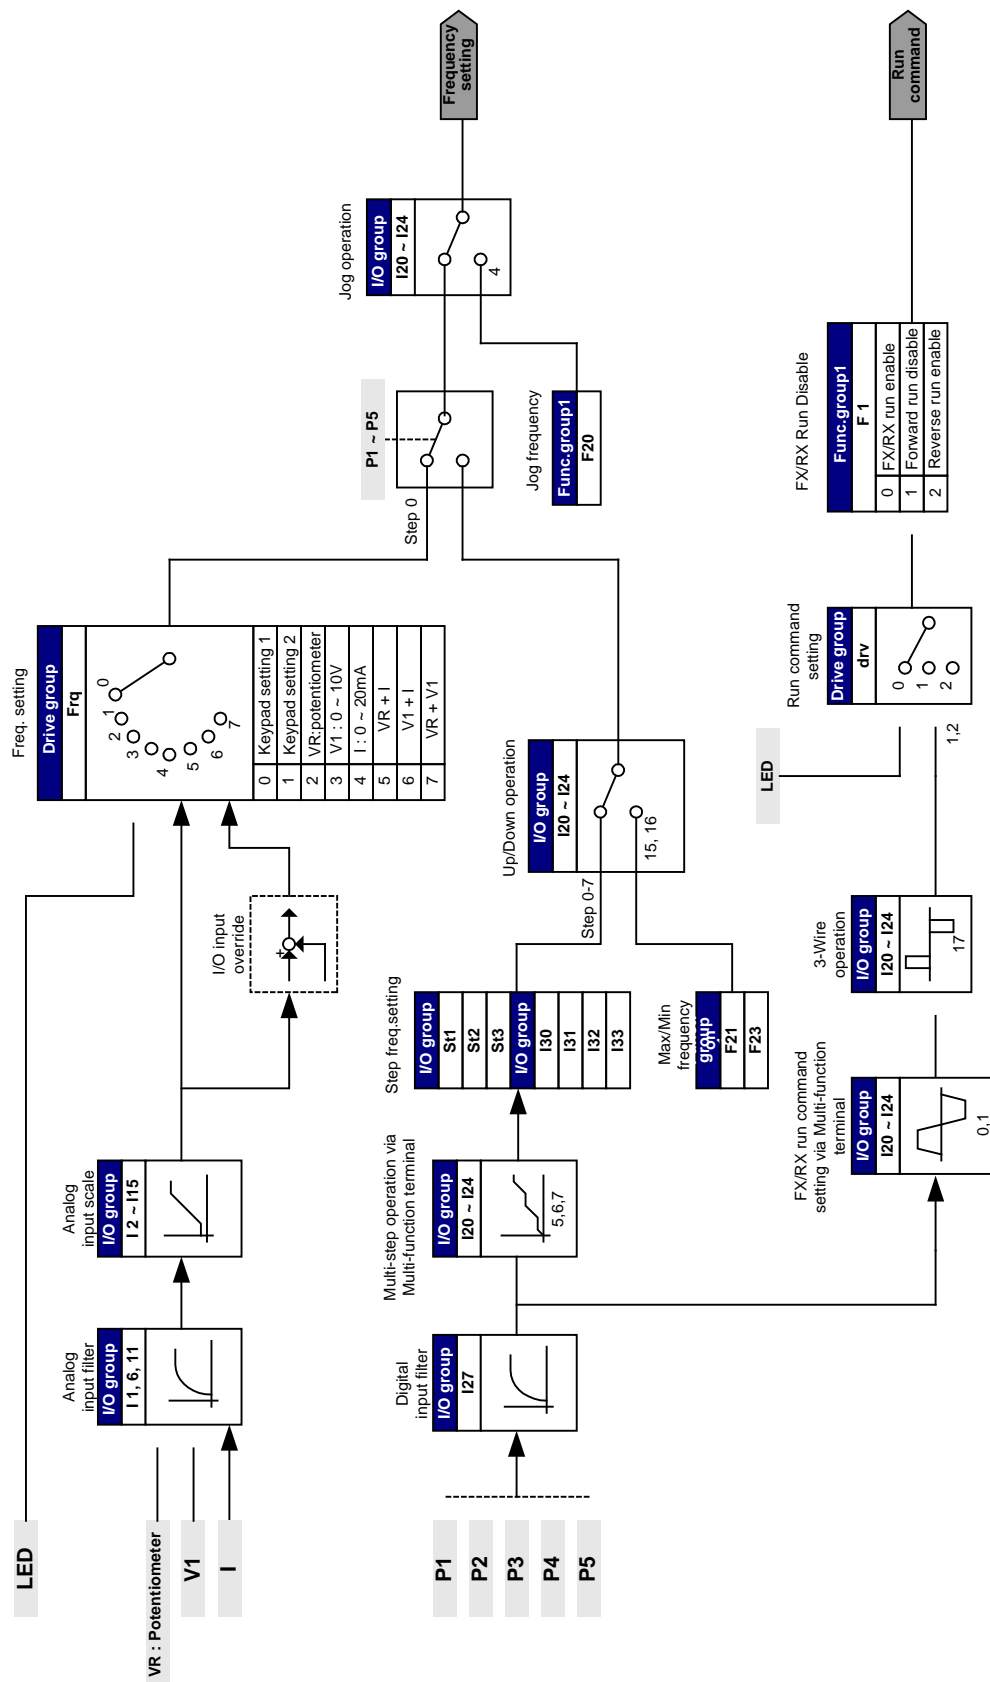 LED
VR : Potentiometer
V1
I
Analog
input filter
I/O group
I 1, 6, 11
Analog
input scale
I/O group
I 2 ~ I15
I/O input
override
+
Freq. setting
Drive group
Frq
0
1
2
3
4
5
6
7
0 Keypad setting 1
1 Keypad setting 2
2 VR:potentiometer
3 V1 : 0 ~ 10V
4 I : 0 ~ 20mA
5 VR + I
6 V1 + I
7 VR + V1
P1
P2
P3
P4
P5
Digital
input filter
I/O group
I27
Multi-step operation via
Multi-function terminal
I/O group
I20 ~ I24
5,6,7
Step freq.setting
I/O group
St1
St2
St3
I/O group
I30
I31
I32
I33
Max/Min
frequency
group
F21
F23
Up/Down operation
I/O group
I20 ~ I24
Step 0-7
15, 16
Step 0
P1 ~ P5
Jog frequency
Func.group1
F20
Jog operation
I/O group
I20 ~ I24
4
Frequency
setting
FX/RX run command
setting via Multi-function
terminal
I/O group
I20 ~ I24
0,1
3-Wire
operation
I/O group
I20 ~ I24
17
LED
1,2
Run command
setting
Drive group
drv
0
1
2
FX/RX Run Disable
Func.group1
F 1
0 FX/RX run enable
1 Forward run disable
2 Reverse run enable
Run
command